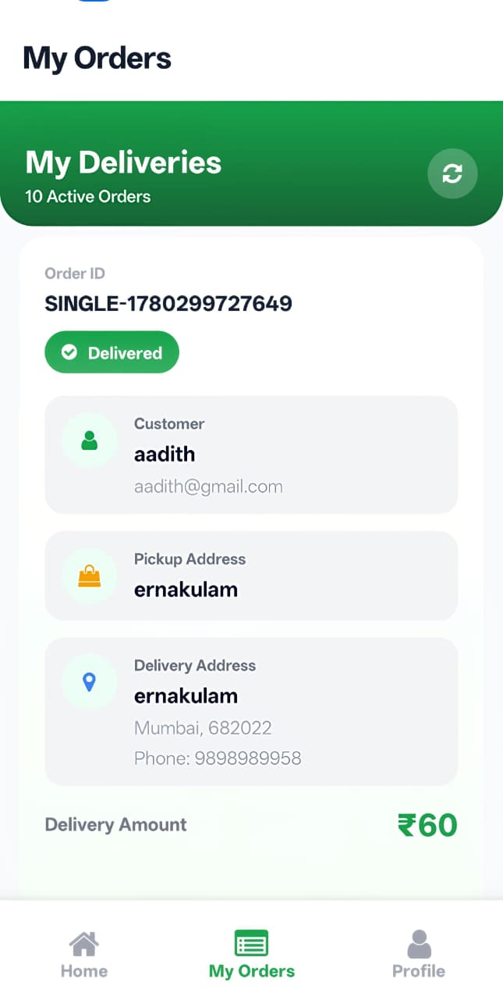 My Orders
My Deliveries
10 Active Orders
Order ID
SINGLE-1780299727649
Delivered
Customer
aadith
aadith@gmail.com
Pickup Address
ernakulam
Delivery Address
ernakulam
Mumbai, 682022
Phone: 9898989958
Delivery Amount
₹60
Home
My Orders
Profile